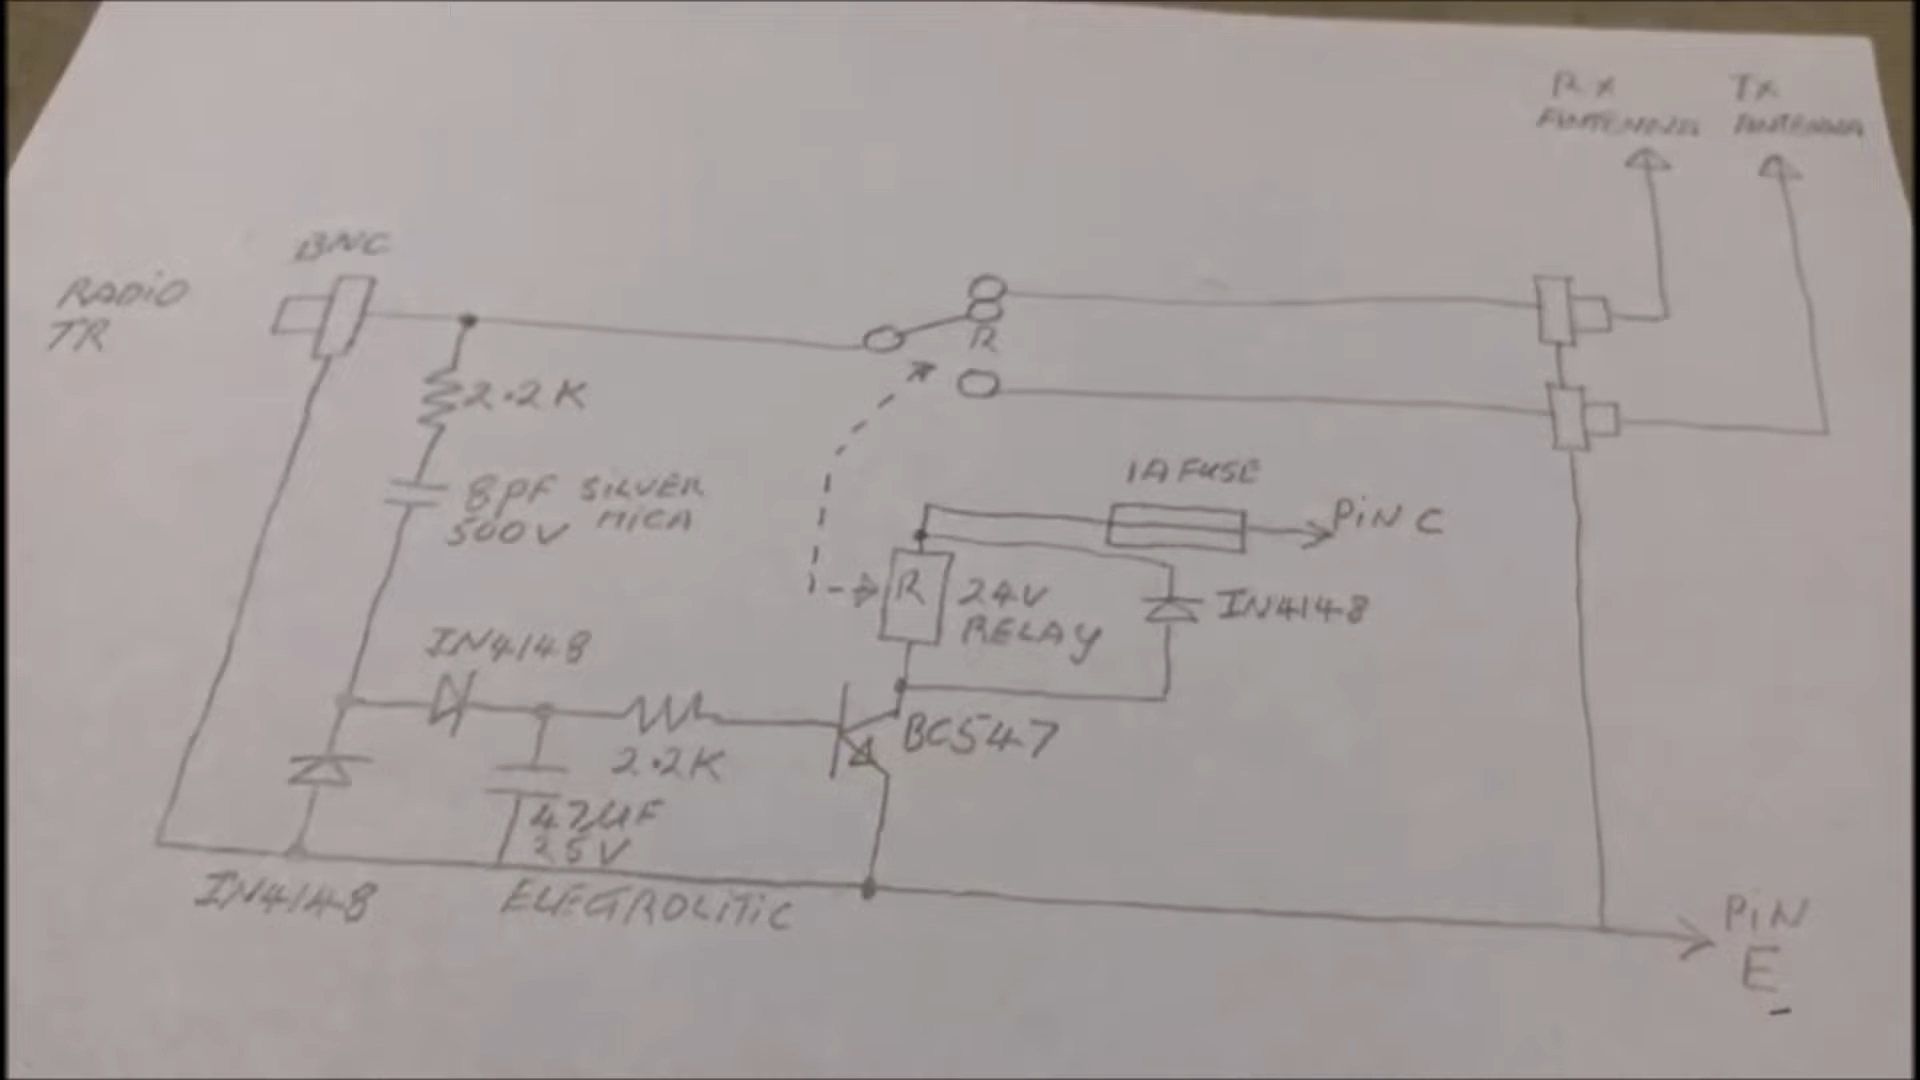 Rx
ANTENNA
Tx
ANTENNA
BNC
RADIO
TR
R
2.2K
1A FUSE
8PF SILVER
500V MICA
PiN C
R
24V
RELAY
IN4148
IN4148
BC547
2.2K
47UF
25V
IN4148
ELECTROLITIC
PiN
E